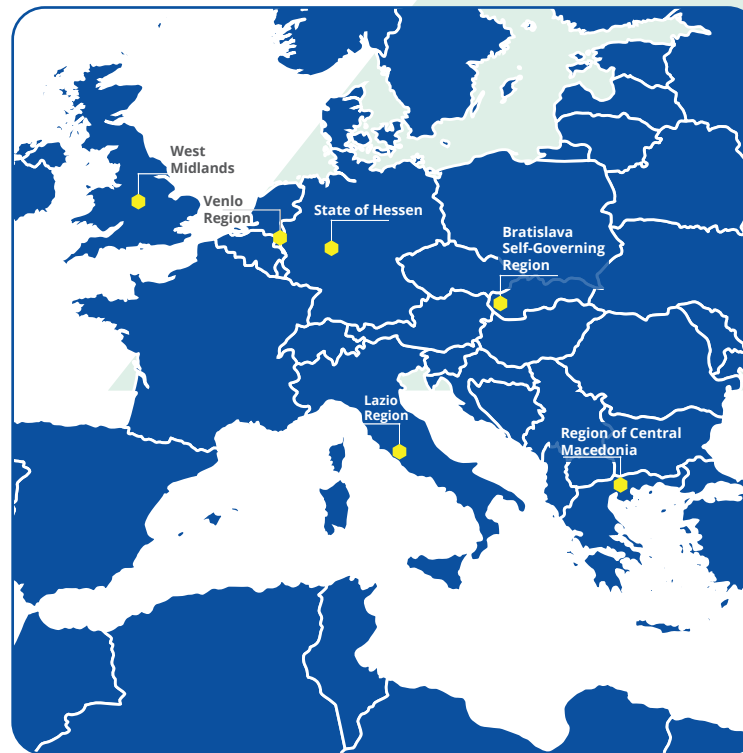 West
Midlands
Venlo
Region
State of Hessen
Bratislava
Self-Governing
Region
Lazio
Region
Region of Central
Macedonia